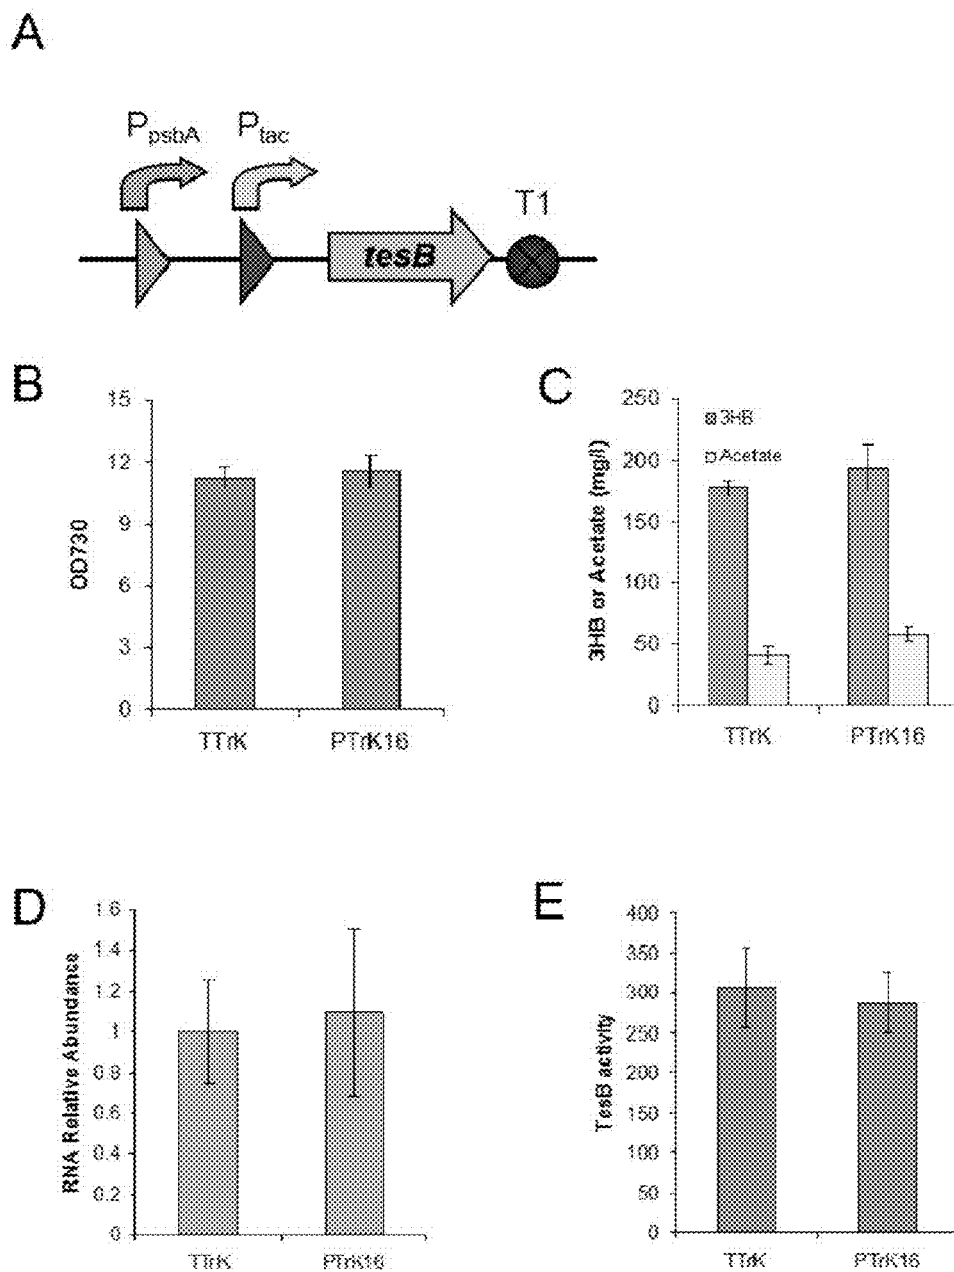 A
PpsbA
Ptac
T1
tesB
B
15
12
9
6
3
0
OD730
TTrK
PTrK16
C
250
200
150
100
50
0
3HB or Acetate (mg/l)
3HB
Acetate
TTrK
PTrK16
D
1.6
1.4
1.2
1
0.8
0.6
0.4
0.2
0
RNA Relative Abundance
TTrK
PTrK16
E
400
350
300
250
200
150
100
50
0
TesB activity
TTrK
PTrK16